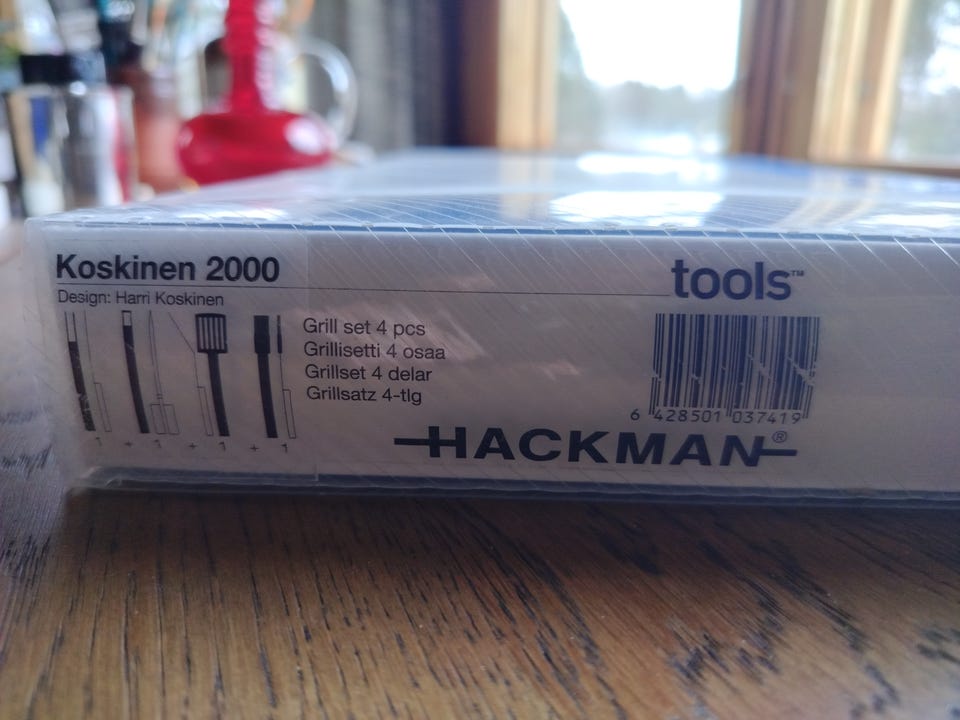 Koskinen 2000
Design: Harri Koskinen
1 + 1 + 1 + 1
Grill set 4 pcs
Grillisetti 4 osaa
Grillset 4 delar
Grillsatz 4-tlg
tools™
6 428501 037419
HACKMAN®